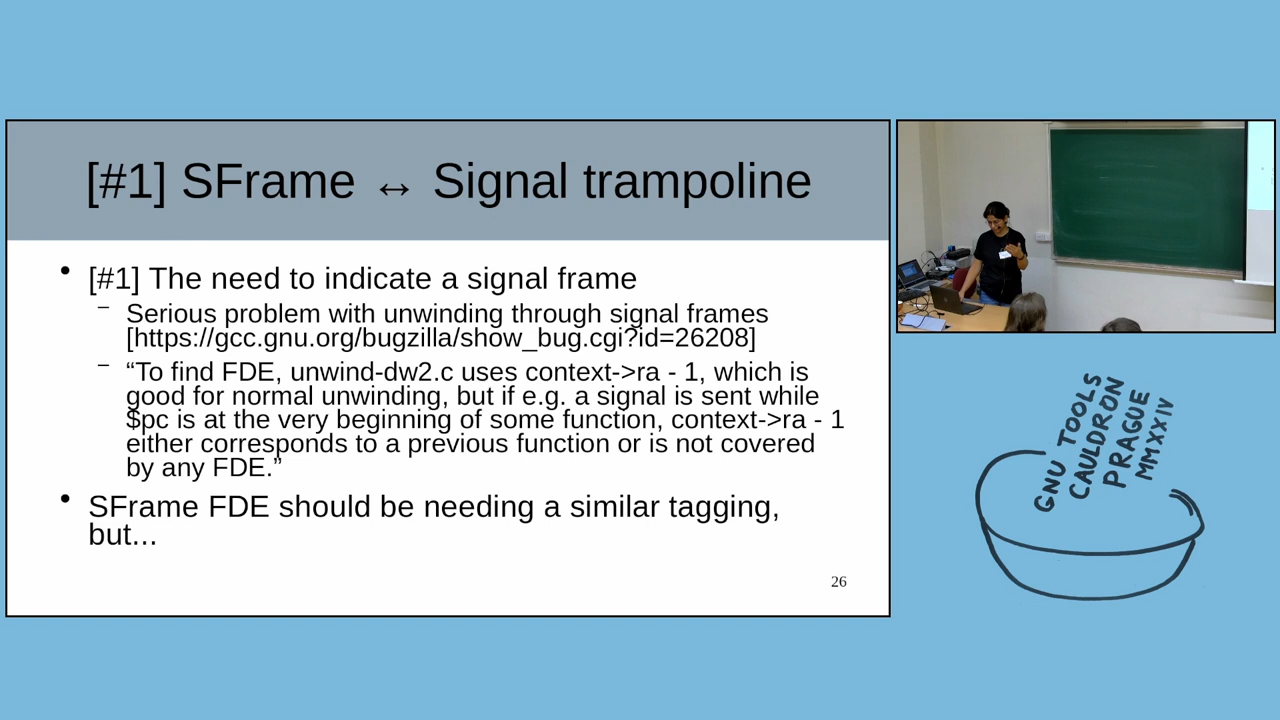 [#1] SFrame ↔ Signal trampoline
• [#1] The need to indicate a signal frame
– Serious problem with unwinding through signal frames
[https://gcc.gnu.org/bugzilla/show_bug.cgi?id=26208]
– “To find FDE, unwind-dw2.c uses context->ra - 1, which is
good for normal unwinding, but if e.g. a signal is sent while
$pc is at the very beginning of some function, context->ra - 1
either corresponds to a previous function or is not covered
by any FDE.”
• SFrame FDE should be needing a similar tagging,
but...
26
GNU TOOLS
CAULDRON
PRAGUE
MMXXIV